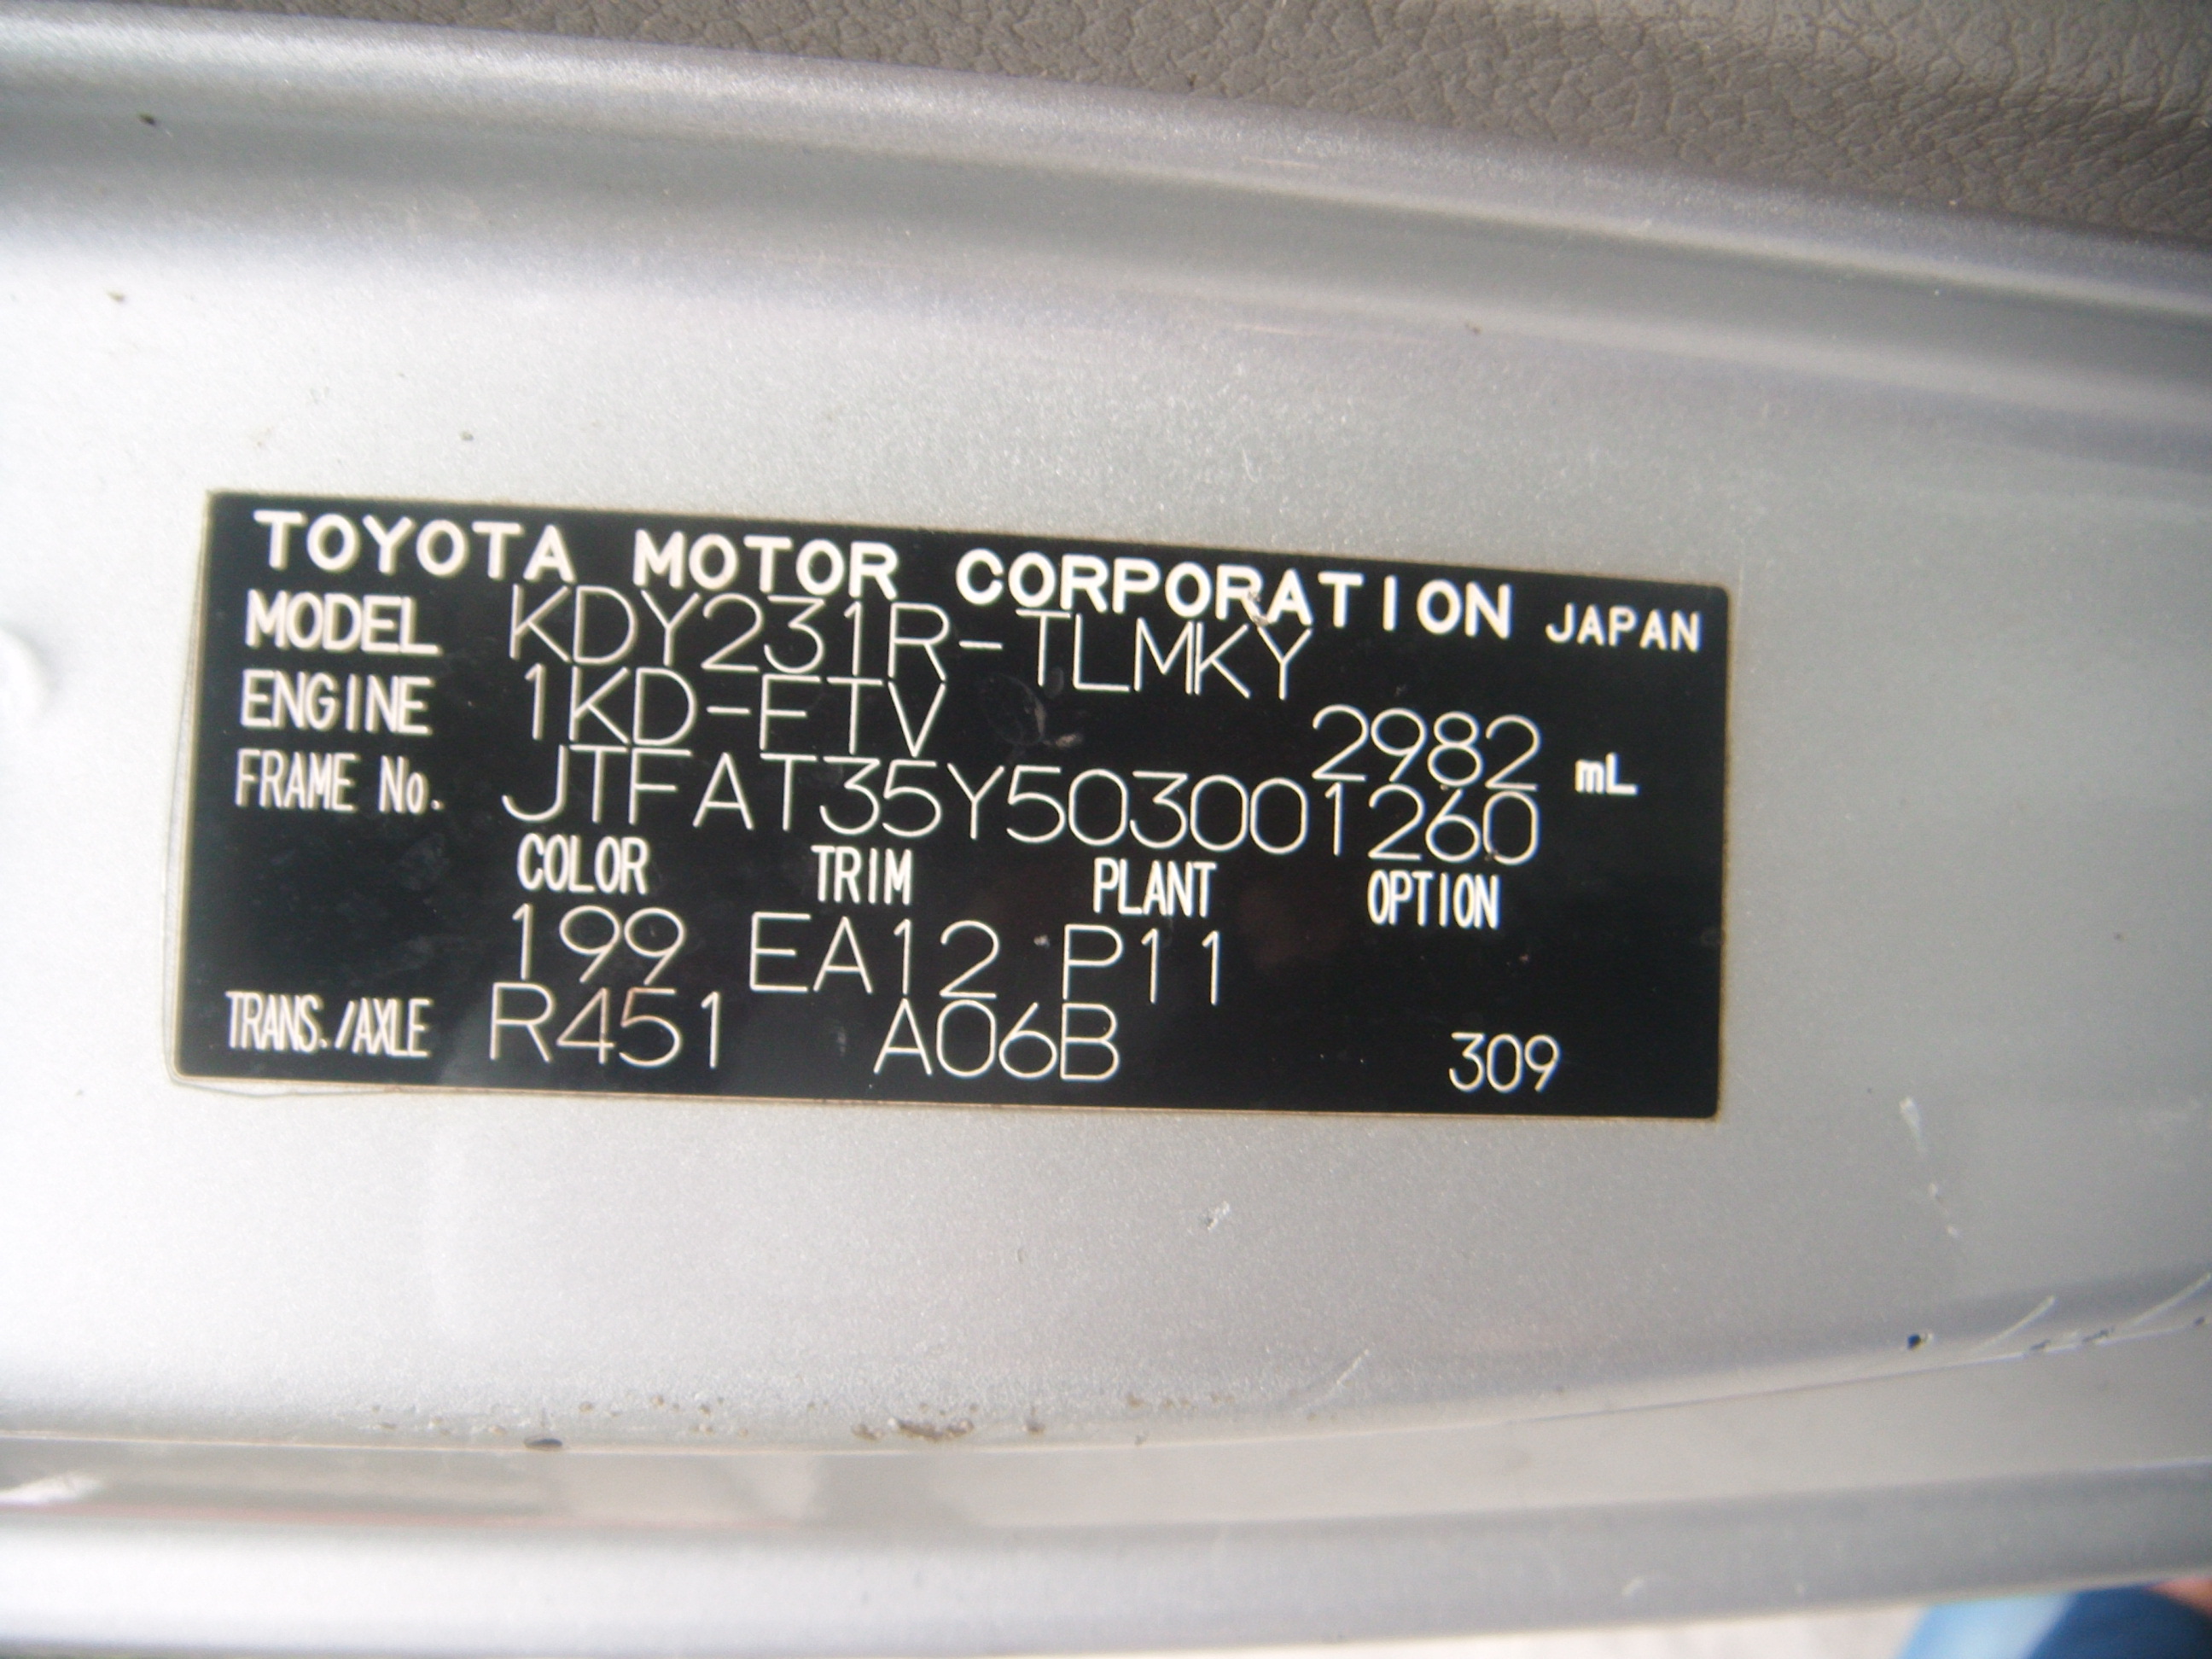 TOYOTA MOTOR CORPORATION JAPAN
MODEL KDY231R-TLMKY
ENGINE 1KD-FTV 2982 mL
FRAME No. JTFAT35Y503001260
COLOR TRIM PLANT OPTION
199 EA12 P11
TRANS./AXLE R451 A06B 309